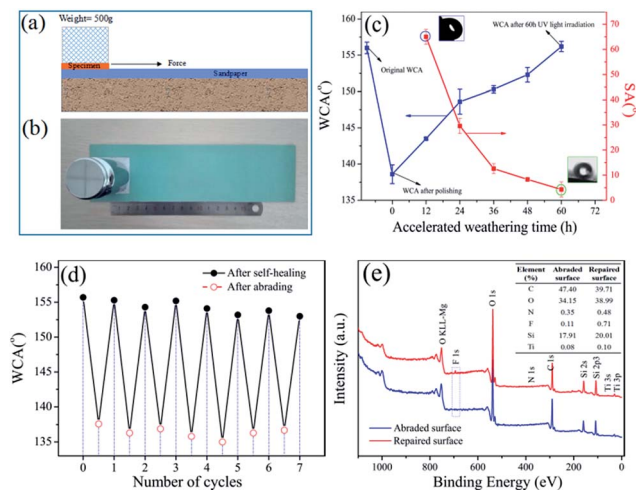 (a)
Weight= 500g
Specimen
Force
Sandpaper
(b)
(c)
WCA(°)
160
155
150
145
140
135
Original WCA
WCA after polishing
WCA after 60h UV light irradiation
0 12 24 36 48 60 72
Accelerated weathering time (h)
70
60
50
40
30
20
10
0
SA(°)
(d)
WCA(°)
160
155
150
145
140
135
After self-healing
After abrading
0 1 2 3 4 5 6 7
Number of cycles
(e)
Intensity (a.u.)
O KLL-Mg
F 1s
O 1s
N 1s
C 1s
Si 2s
Si 2p3
Ti 3s
Ti 3p
Element (%) Abraded surface Repaired surface
C 47.40 39.71
O 34.15 38.99
N 0.35 0.48
F 0.11 0.71
Si 17.91 20.01
Ti 0.08 0.10
Abraded surface
Repaired surface
1000 800 600 400 200 0
Binding Energy (eV)